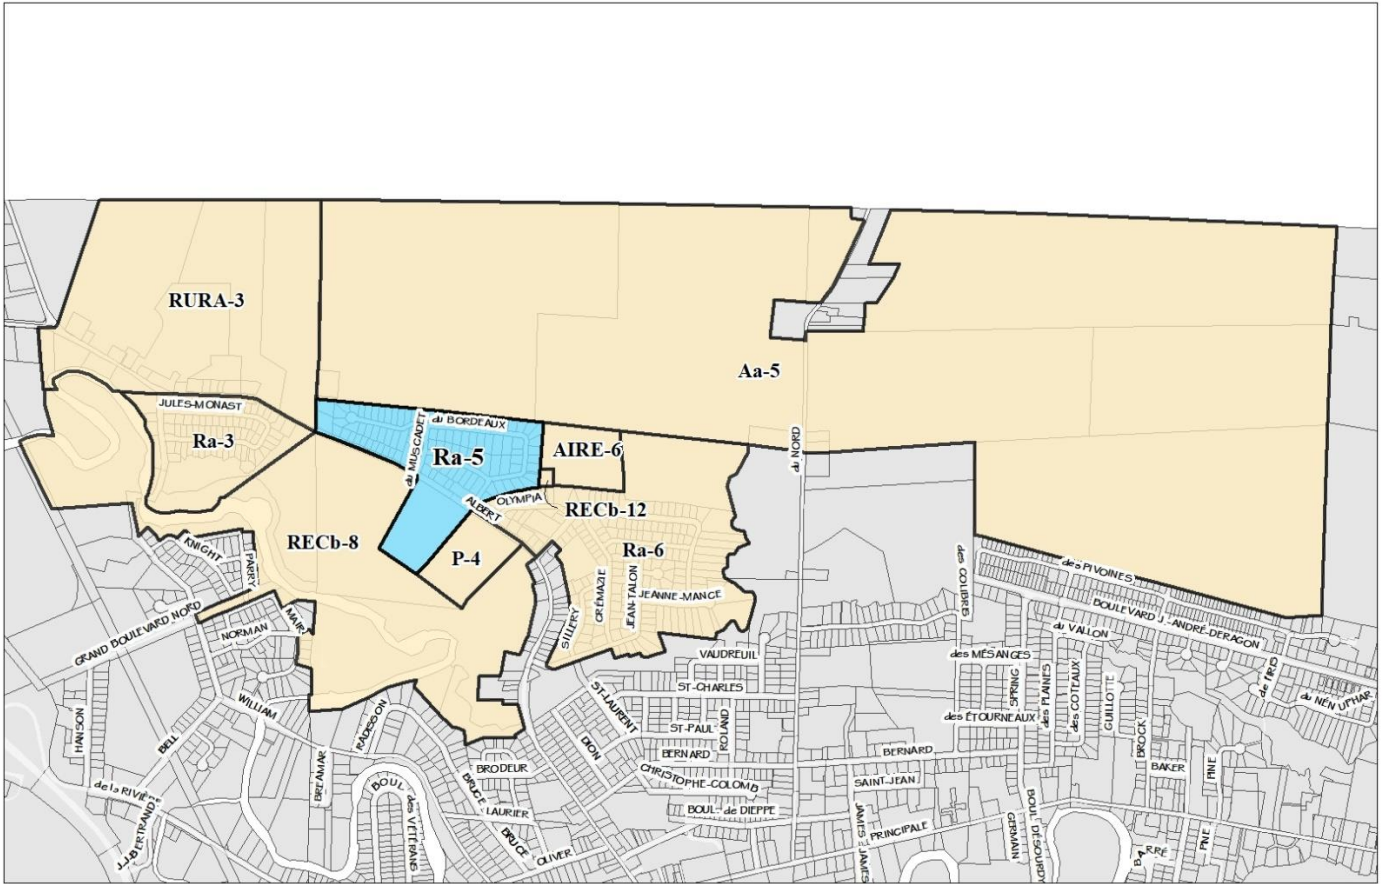 RURA-3
Aa-5
JULES-MONAST
du MUSCADET
du BORDEAUX
Ra-3
Ra-5
AIRE-6
du NORD
OLYMPIA
ALBERT
RECb-12
RECb-8
Ra-6
P-4
KNIGHT
PARRY
des COLIBRIS
des PIVOINES
CRÉMAZIE
JEAN-TALON
JEANNE-MANCE
SILLERY
GRAND BOULEVARD NORD
MAIR
NORMAN
BOULEVARD J.-ANDRÉ-DERAGON
du VALLON
VAUDREUIL
des MÉSANGES
SPRING
des PLAINES
des COTEAUX
GUILLOTTE
de l'IRIS
du NÉNUPHAR
ST-CHARLES
ST-LAURENT
WILLIAM
RADISSON
HANSON
BELL
ST-PAUL
ROLAND
des ÉTOURNEAUX
BROCK
DION
BERNARD
BERNARD
BREAMAR
BRODEUR
BRUCE
CHRISTOPHE-COLOMB
SAINT-JEAN
BAKER
PINE
de la RIVIÈRE
BOUL. des VÉTÉRANS
LAURIER
BOUL. de DIEPPE
J.-J.-BERTRAND
BRUCE
OLIVER
JAMES
JAMES
PRINCIPALE
GERMAIN
BOUL. DÉSOURDY
BARRÉ
PINE